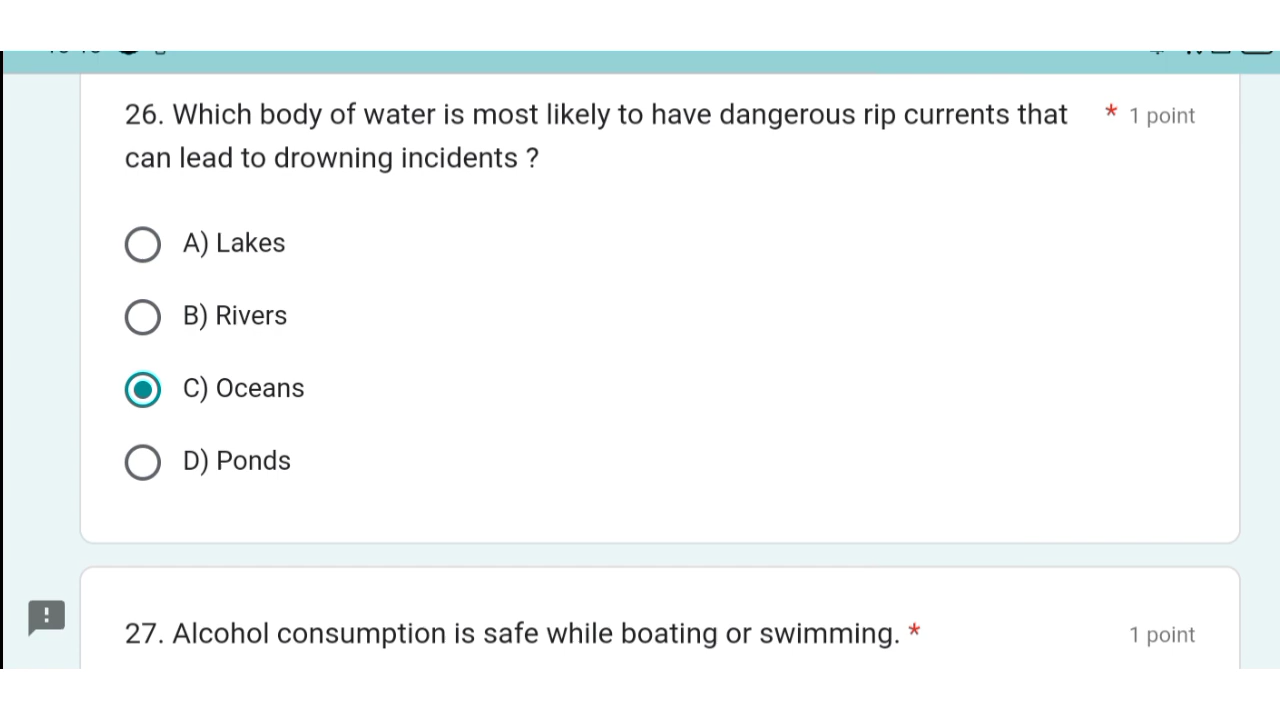 26. Which body of water is most likely to have dangerous rip currents that * 1 point
can lead to drowning incidents ?
A) Lakes
B) Rivers
C) Oceans
D) Ponds
27. Alcohol consumption is safe while boating or swimming. * 1 point